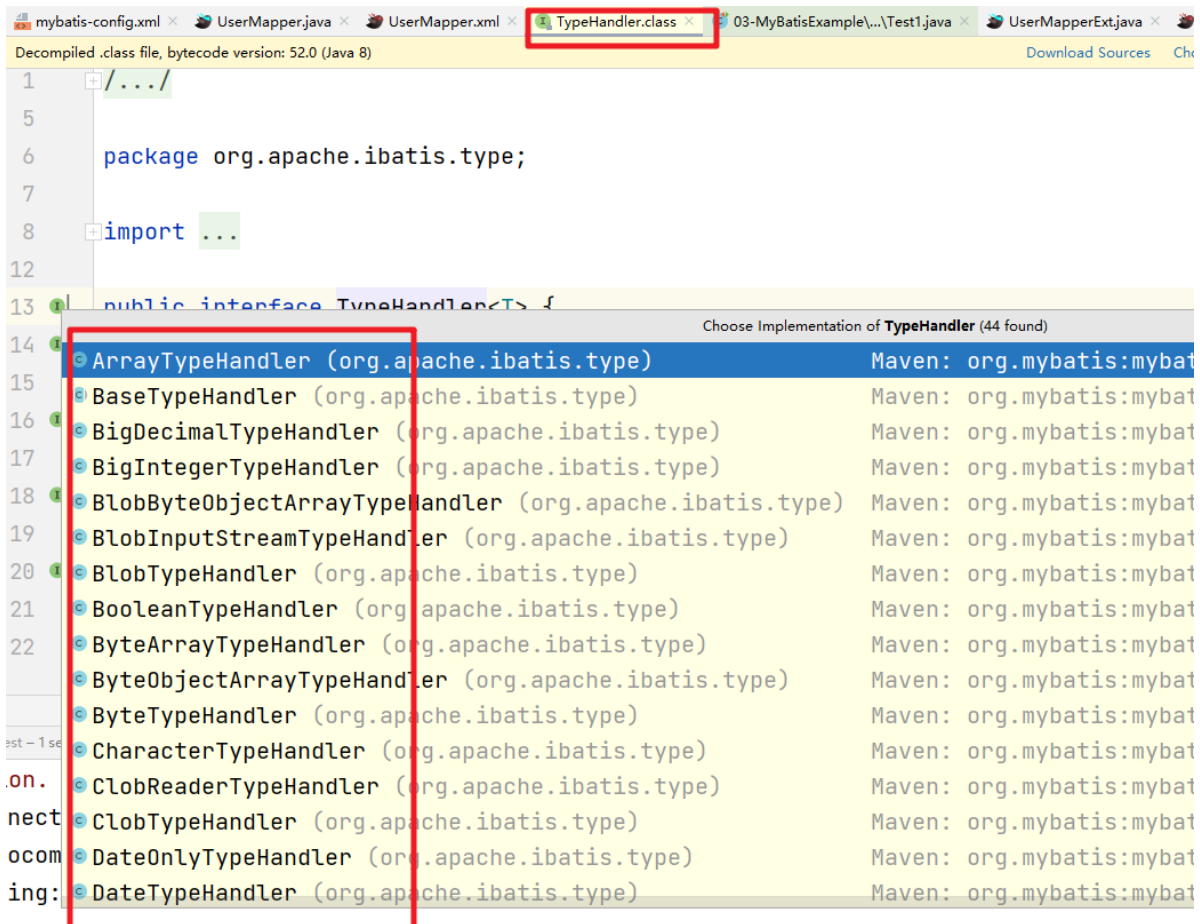 mybatis-config.xml UserMapper.java UserMapper.xml TypeHandler.class 03-MyBatisExample\...\Test1.java UserMapperExt.java
Decompiled .class file, bytecode version: 52.0 (Java 8) Download Sources
1 /.../
5
6 package org.apache.ibatis.type;
7
8 import ...
12
13 public interface TypeHandler<T> {
Choose Implementation of TypeHandler (44 found)
14 ArrayTypeHandler (org.apache.ibatis.type) Maven: org.mybatis:mybat
15 BaseTypeHandler (org.apache.ibatis.type) Maven: org.mybatis:mybat
16 BigDecimalTypeHandler (org.apache.ibatis.type) Maven: org.mybatis:mybat
17 BigIntegerTypeHandler (org.apache.ibatis.type) Maven: org.mybatis:mybat
18 BlobByteObjectArrayTypeHandler (org.apache.ibatis.type) Maven: org.mybatis:mybat
19 BlobInputStreamTypeHandler (org.apache.ibatis.type) Maven: org.mybatis:mybat
20 BlobTypeHandler (org.apache.ibatis.type) Maven: org.mybatis:mybat
21 BooleanTypeHandler (org.apache.ibatis.type) Maven: org.mybatis:mybat
22 ByteArrayTypeHandler (org.apache.ibatis.type) Maven: org.mybatis:mybat
ByteObjectArrayTypeHandler (org.apache.ibatis.type) Maven: org.mybatis:mybat
ByteTypeHandler (org.apache.ibatis.type) Maven: org.mybatis:mybat
est – 1 se CharacterTypeHandler (org.apache.ibatis.type) Maven: org.mybatis:mybat
on. ClobReaderTypeHandler (org.apache.ibatis.type) Maven: org.mybatis:mybat
nect ClobTypeHandler (org.apache.ibatis.type) Maven: org.mybatis:mybat
ocom DateOnlyTypeHandler (org.apache.ibatis.type) Maven: org.mybatis:mybat
ing: DateTypeHandler (org.apache.ibatis.type) Maven: org.mybatis:mybat